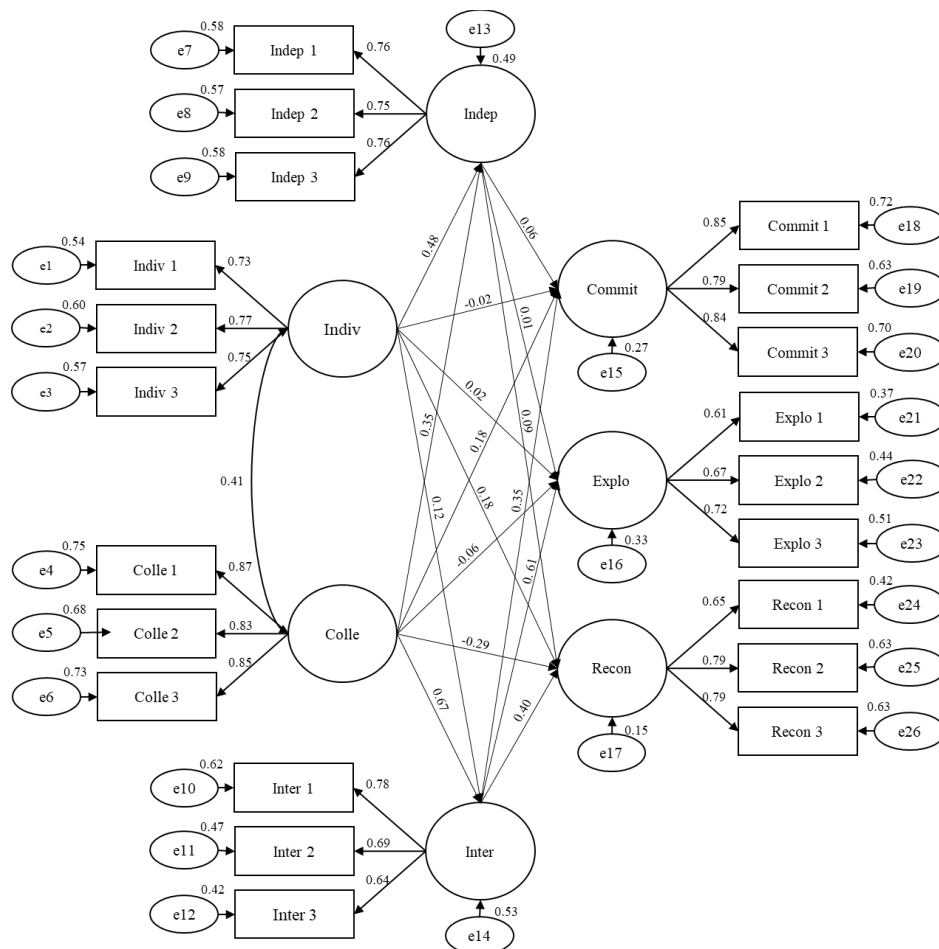 e13
0.49
Indep
0.58
e7
Indep 1
0.76
0.57
e8
Indep 2
0.75
0.58
e9
Indep 3
0.76
0.54
e1
Indiv 1
0.73
0.60
e2
Indiv 2
0.77
0.57
e3
Indiv 3
0.75
Indiv
0.41
0.75
e4
Colle 1
0.87
0.68
e5
Colle 2
0.83
0.73
e6
Colle 3
0.85
Colle
0.62
e10
Inter 1
0.78
0.47
e11
Inter 2
0.69
0.42
e12
Inter 3
0.64
Inter
0.53
e14
0.48
0.06
-0.02
0.01
0.02
0.35
0.18
0.09
0.12
0.18
0.35
-0.06
0.61
-0.29
0.67
0.40
Commit
0.27
e15
0.85
Commit 1
0.72
e18
0.79
Commit 2
0.63
e19
0.84
Commit 3
0.70
e20
Explo
0.33
e16
0.61
Explo 1
0.37
e21
0.67
Explo 2
0.44
e22
0.72
Explo 3
0.51
e23
Recon
0.15
e17
0.65
Recon 1
0.42
e24
0.79
Recon 2
0.63
e25
0.79
Recon 3
0.63
e26